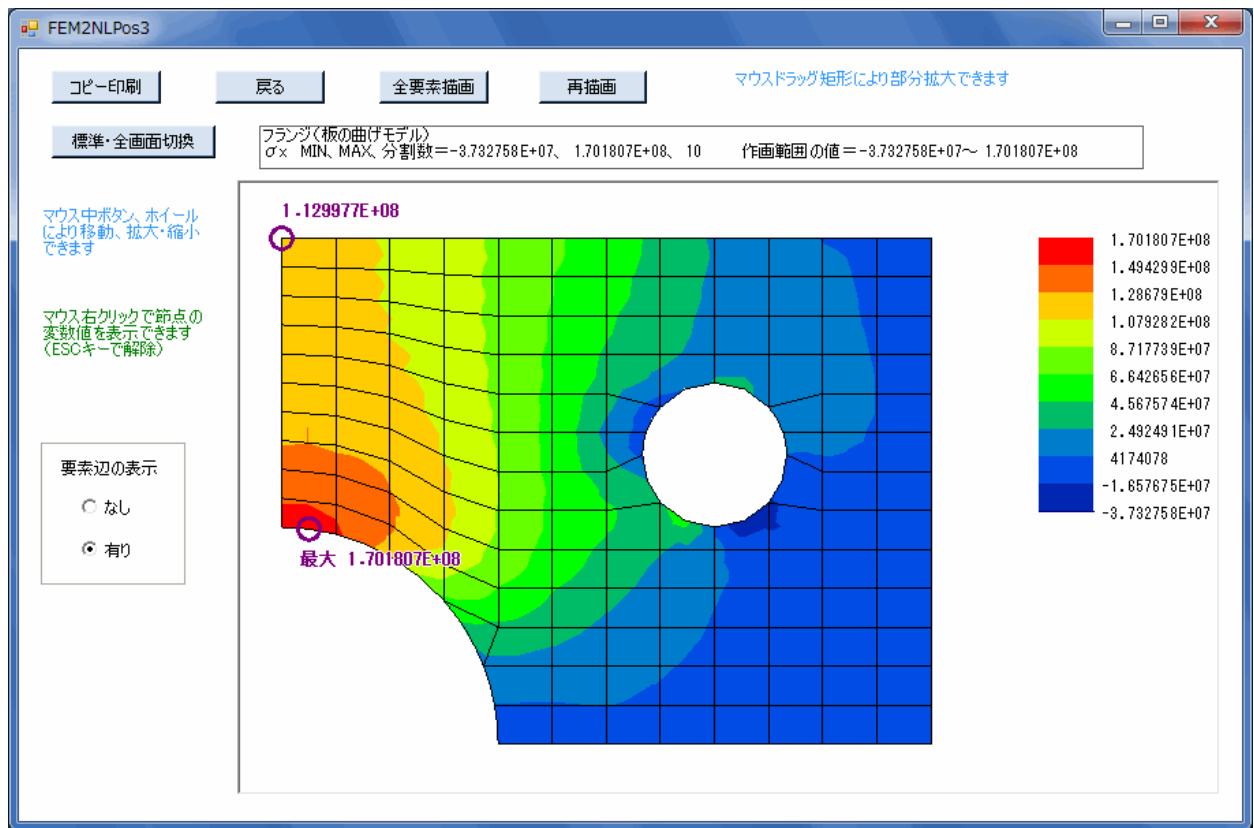 FEM2NLPos3
コピー印刷
戻る
全要素描画
再描画
マウスドラッグ矩形により部分拡大できます
標準・全画面切換
フランジ(板の曲げモデル)
σx MIN、MAX、分割数=-3.732758E+07、 1.701807E+08、 10 作画範囲の値=-3.732758E+07～ 1.701807E+08
マウス中ボタン、ホイール
により移動、拡大・縮小
できます
マウス右クリックで節点の
変数値を表示できます
(ESCキーで解除)
要素辺の表示
なし
有り
1.129977E+08
最大 1.701807E+08
1.701807E+08
1.494299E+08
1.28679E+08
1.079282E+08
8.717739E+07
6.642656E+07
4.567574E+07
2.492491E+07
4174078
-1.657675E+07
-3.732758E+07